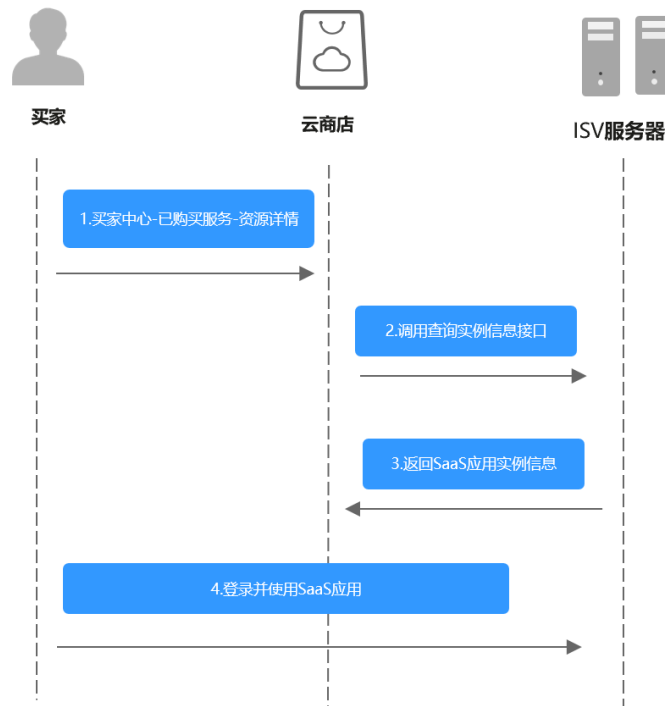 买家
云商店
ISV服务器
1.买家中心-已购买服务-资源详情
2.调用查询实例信息接口
3.返回SaaS应用实例信息
4.登录并使用SaaS应用